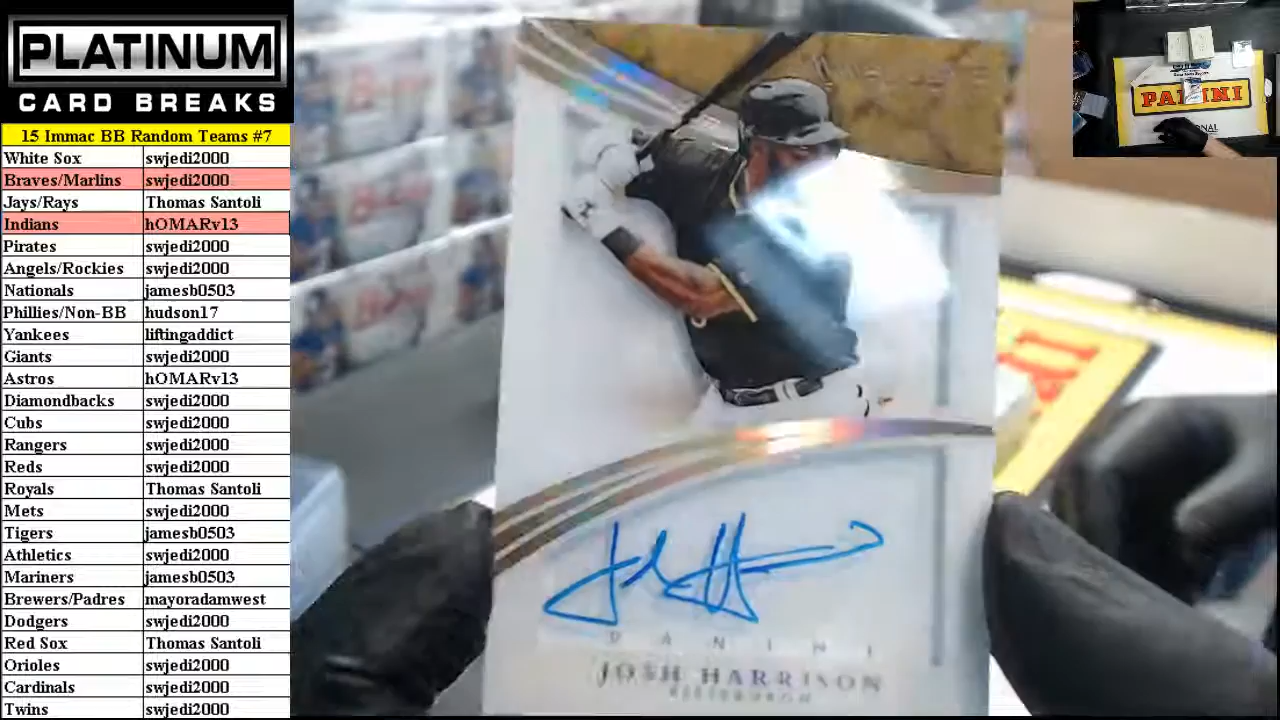 PLATINUM
CARD BREAKS
15 Immac BB Random Teams #7
White Sox swjedi2000
Braves/Marlins swjedi2000
Jays/Rays Thomas Santoli
Indians hOMARv13
Pirates swjedi2000
Angels/Rockies swjedi2000
Nationals jamesb0503
Phillies/Non-BB hudson17
Yankees liftingaddict
Giants swjedi2000
Astros hOMARv13
Diamondbacks swjedi2000
Cubs swjedi2000
Rangers swjedi2000
Reds swjedi2000
Royals Thomas Santoli
Mets swjedi2000
Tigers jamesb0503
Athletics swjedi2000
Mariners jamesb0503
Brewers/Padres mayoradamwest
Dodgers swjedi2000
Red Sox Thomas Santoli
Orioles swjedi2000
Cardinals swjedi2000
Twins swjedi2000
PANINI
JOSH HARRISON
PITTSBURGH
PANINI